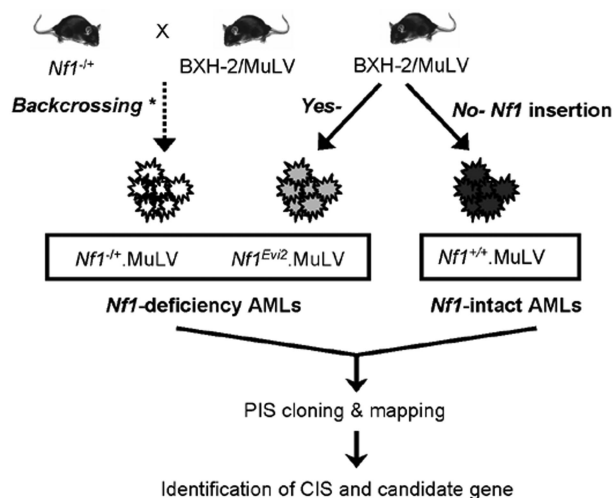 X
Nf1-/+
BXH-2/MuLV
BXH-2/MuLV
Backcrossing *
Yes-
No- Nf1 insertion
Nf1-/+.MuLV
Nf1Evi2.MuLV
Nf1+/+.MuLV
Nf1-deficiency AMLs
Nf1-intact AMLs
PIS cloning & mapping
Identification of CIS and candidate gene